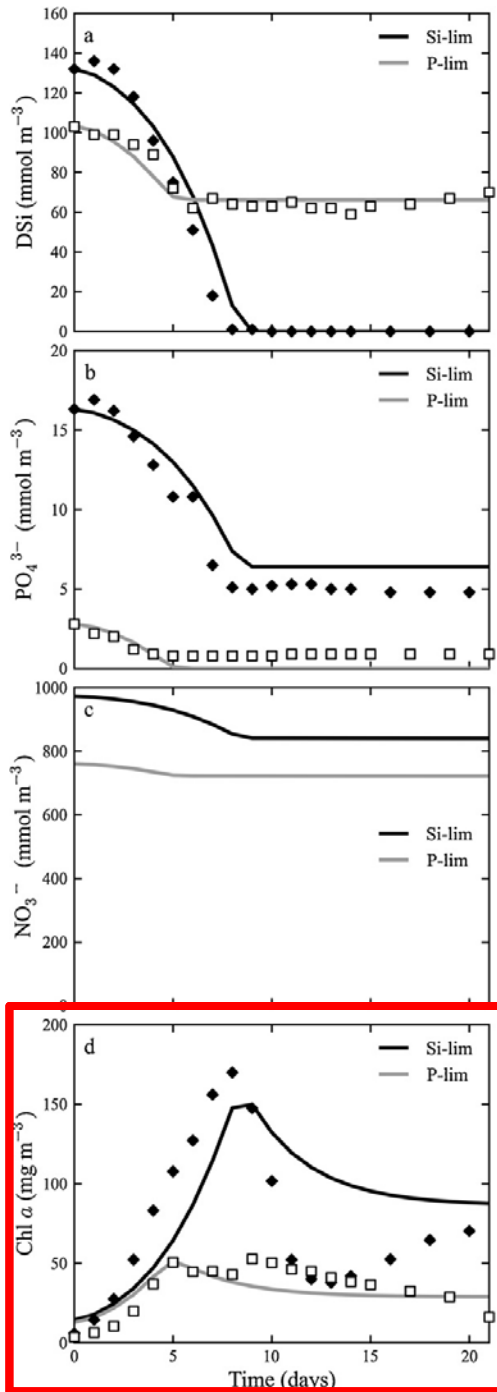 a
Si-lim
P-lim
160
140
120
100
80
60
40
20
0
DSi (mmol m⁻³)
b
Si-lim
P-lim
20
15
10
5
0
PO₄³⁻ (mmol m⁻³)
c
Si-lim
P-lim
1000
800
600
400
200
0
NO₃⁻ (mmol m⁻³)
d
Si-lim
P-lim
200
150
100
50
0
Chl a (mg m⁻³)
0 5 10 15 20
Time (days)